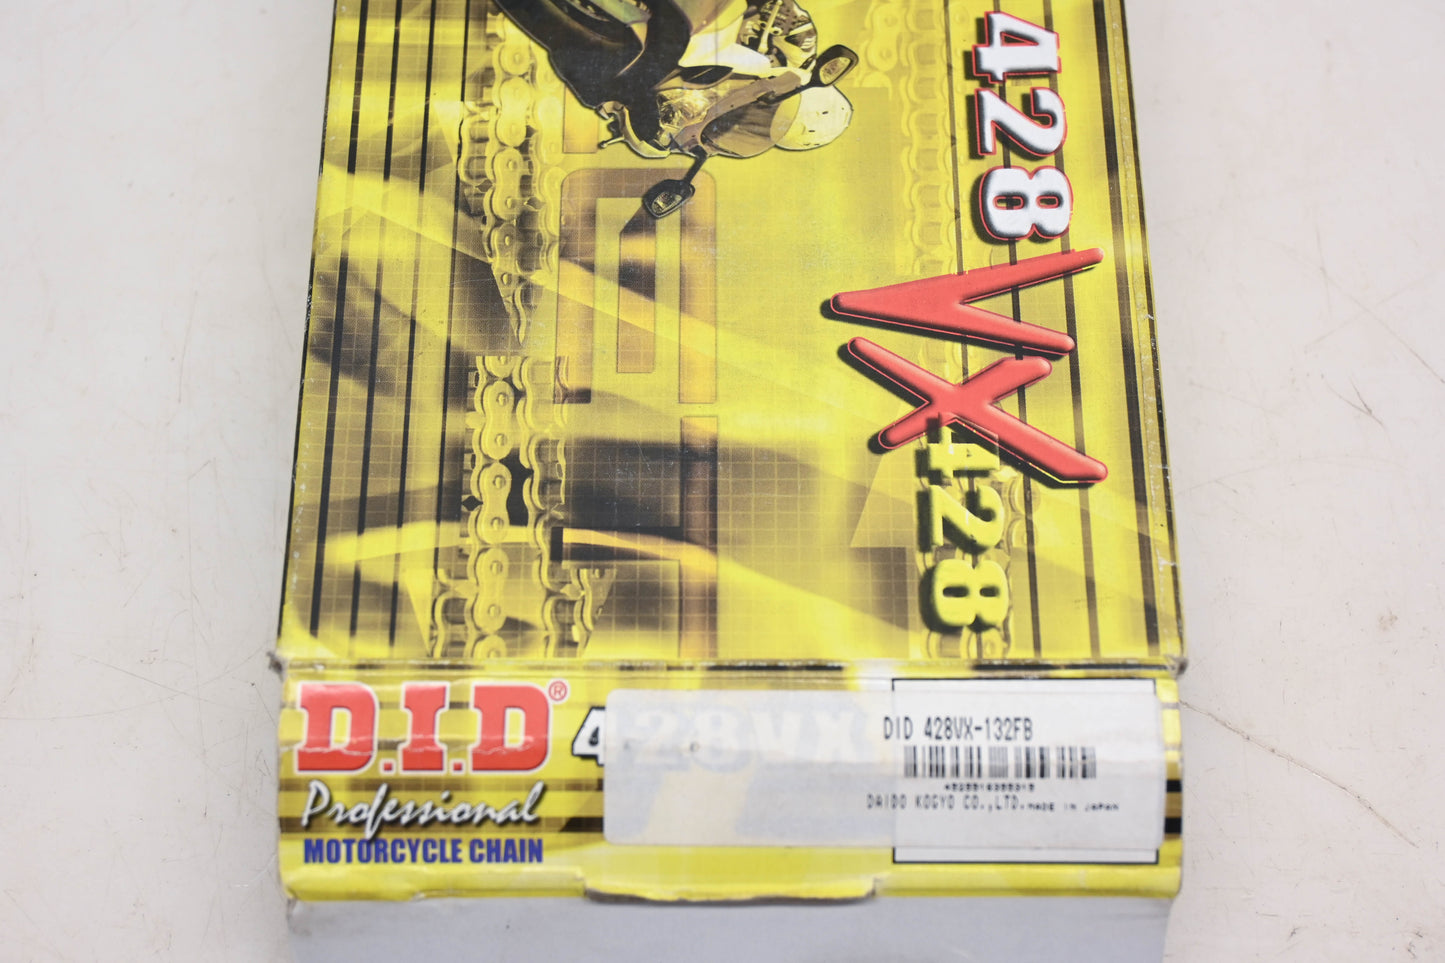 428
VX
428
D.I.D®
428VX
Professional
MOTORCYCLE CHAIN
DID 428VX-132FB
DAIDO KOGYO CO.,LTD. MADE IN JAPAN